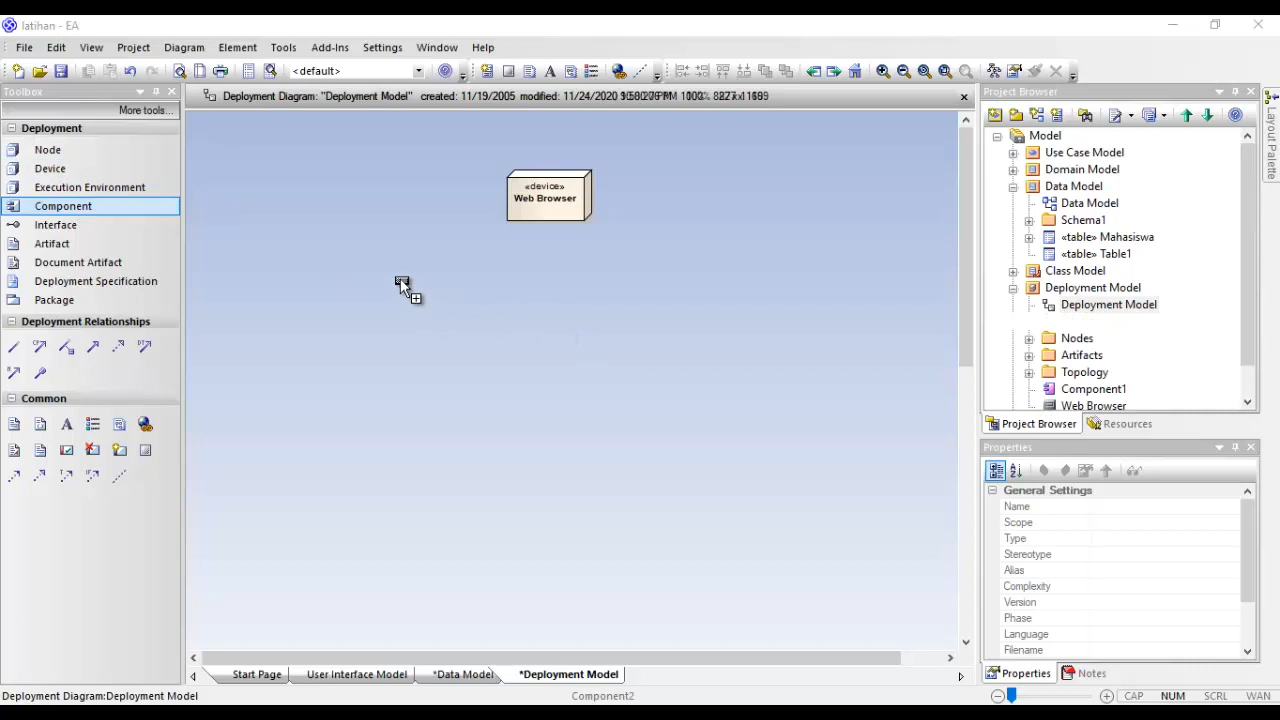 latihan - EA
File Edit View Project Diagram Element Tools Add-Ins Settings Window Help
<default>
Toolbox
More tools...
Deployment
Node
Device
Execution Environment
Component
Interface
Artifact
Document Artifact
Deployment Specification
Package
Deployment Relationships
Common
Deployment Diagram: "Deployment Model" created: 11/19/2005 modified: 11/24/2020
«device»
Web Browser
Start Page User Interface Model *Data Model *Deployment Model
Project Browser
Model
Use Case Model
Domain Model
Data Model
Data Model
Schema1
«table» Mahasiswa
«table» Table1
Class Model
Deployment Model
Deployment Model
Nodes
Artifacts
Topology
Component1
Web Browser
Project Browser Resources
Properties
General Settings
Name
Scope
Type
Stereotype
Alias
Complexity
Version
Phase
Language
Filename
Properties Notes
Layout Palette
Deployment Diagram:Deployment Model Component2 CAP NUM SCRL WAN